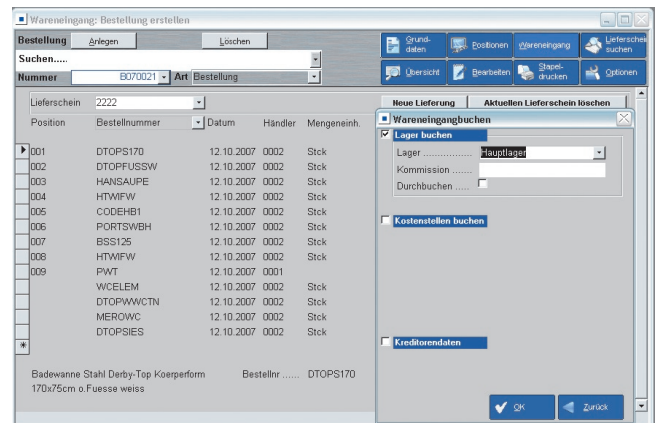 Wareneingang: Bestellung erstellen
Bestellung Anlegen Löschen
Suchen.....
Nummer B070021 Art Bestellung
Grund-daten Positionen Wareneingang Lieferschei suchen
Übersicht Bearbeiten Stapel-drucken Optionen
Lieferschein 2222 Neue Lieferung Aktuellen Lieferschein löschen
Position Bestellnummer Datum Händler Mengeneinh.
001 DTOPS170 12.10.2007 0002 Stck
002 DTOPFUSSW 12.10.2007 0002 Stck
003 HANSAUPE 12.10.2007 0002 Stck
004 HTWIFW 12.10.2007 0002 Stck
005 CODEHB1 12.10.2007 0002 Stck
006 PORTSWBH 12.10.2007 0002 Stck
007 BSS125 12.10.2007 0002 Stck
008 HTWIFW 12.10.2007 0002 Stck
009 PWT 12.10.2007 0001
WCELEM 12.10.2007 0002 Stck
DTOPWWCTN 12.10.2007 0002 Stck
MEROWC 12.10.2007 0002 Stck
DTOPSIES 12.10.2007 0002 Stck
Badewanne Stahl Derby-Top Koerperform Bestellnr ...... DTOPS170
170x75cm o.Fuesse weiss
Wareneingangbuchen
Lager buchen
Lager ................. Hauptlager
Kommission .......
Durchbuchen .....
Kostenstellen buchen
Kreditorendaten
OK Zurück